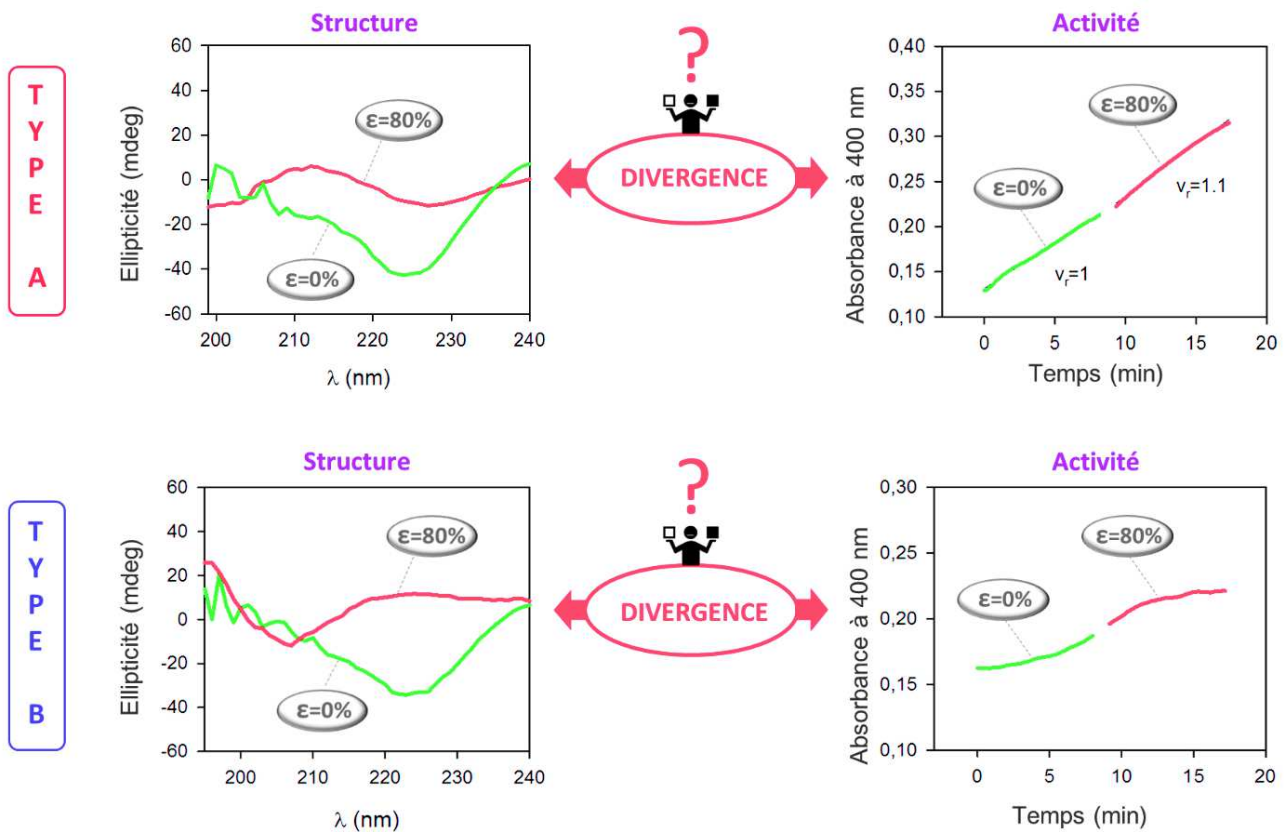 Structure
?
Activité
T
Y
P
E
A
60
40
20
0
-20
-40
-60
Ellipticité (mdeg)
ε=80%
ε=0%
200
210
220
230
240
λ (nm)
DIVERGENCE
0,40
0,35
0,30
0,25
0,20
0,15
0,10
Absorbance à 400 nm
ε=80%
ε=0%
vr=1.1
vr=1
0
5
10
15
20
Temps (min)
Structure
?
Activité
T
Y
P
E
B
60
40
20
0
-20
-40
-60
Ellipticité (mdeg)
ε=80%
ε=0%
200
210
220
230
240
λ (nm)
DIVERGENCE
0,30
0,25
0,20
0,15
0,10
Absorbance à 400 nm
ε=80%
ε=0%
0
5
10
15
20
Temps (min)